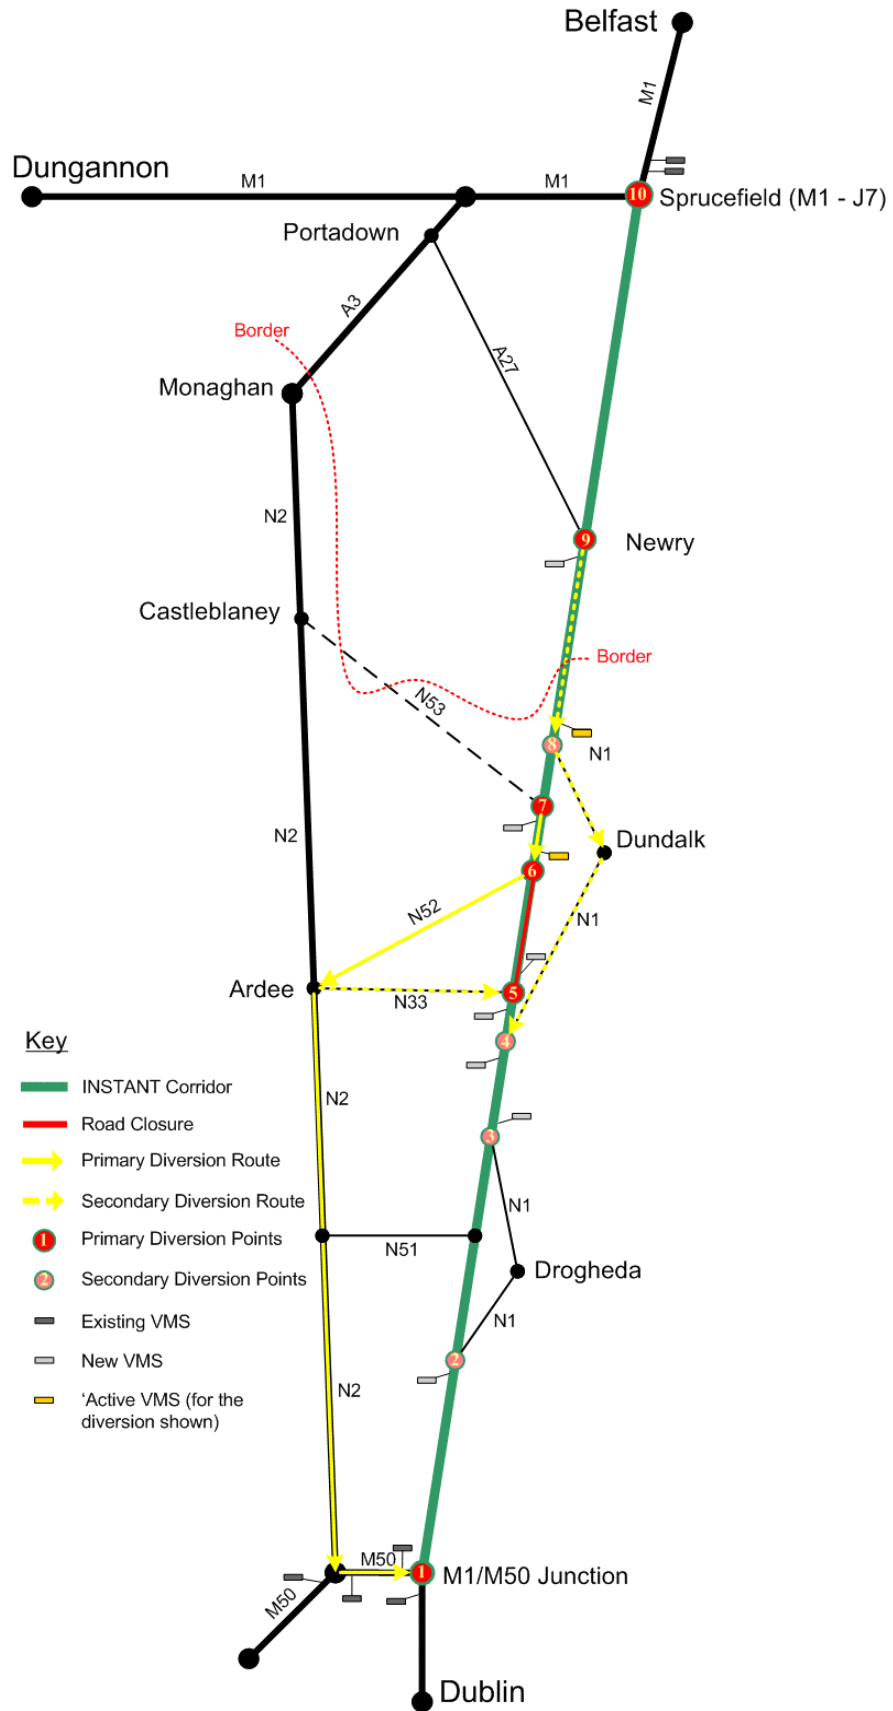 Belfast
M1
Dungannon
M1
M1
10
Sprucefield (M1 - J7)
Portadown
A3
Border
A27
Monaghan
N2
9
Newry
Castleblaney
Border
N53
8
N1
7
N2
Dundalk
6
N52
N1
Ardee
N33
5
4
Key
INSTANT Corridor
N2
Road Closure
3
Primary Diversion Route
Secondary Diversion Route
N1
Primary Diversion Points
1
N51
Drogheda
2
Secondary Diversion Points
Existing VMS
N1
New VMS
2
'Active VMS (for the
diversion shown)
N2
M50
1
M1/M50 Junction
M50
Dublin